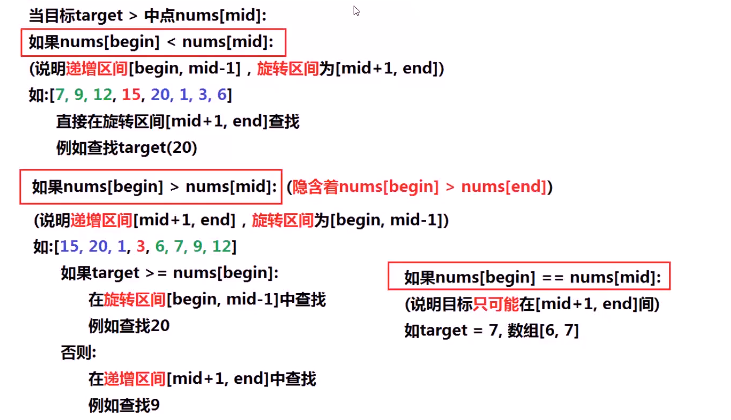 当目标target > 中点nums[mid]:
如果nums[begin] < nums[mid]:
(说明递增区间[begin, mid-1]，旋转区间为[mid+1, end])
如:[7, 9, 12, 15, 20, 1, 3, 6]
直接在旋转区间[mid+1, end]查找
例如查找target(20)
如果nums[begin] > nums[mid]: (隐含着nums[begin] > nums[end])
(说明递增区间[mid+1, end]，旋转区间为[begin, mid-1])
如:[15, 20, 1, 3, 6, 7, 9, 12]
如果target >= nums[begin]:
在旋转区间[begin, mid-1]中查找
例如查找20
否则:
在递增区间[mid+1, end]中查找
例如查找9
如果nums[begin] == nums[mid]:
(说明目标只可能在[mid+1, end]间)
如target = 7, 数组[6, 7]